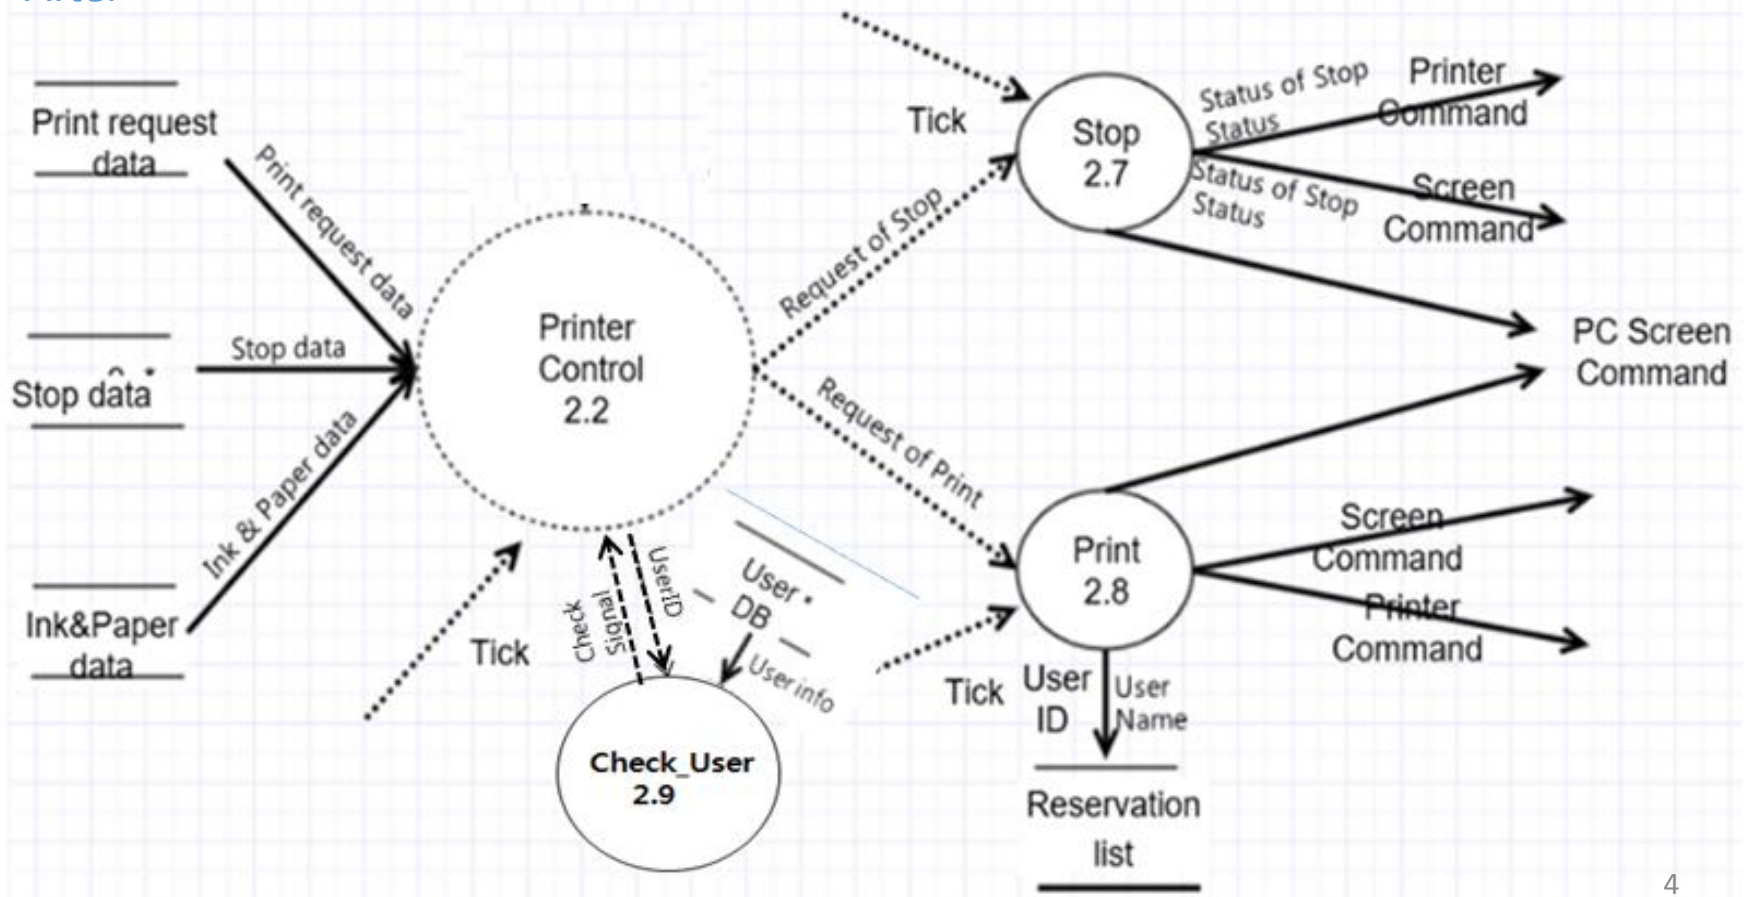 After
Print request
data
Print request data
Stop data
Stop data
Ink & Paper data
Ink&Paper
data
Printer
Control
2.2
Tick
Check
Signal
UserID
User
DB
User info
Check_User
2.9
Request of Stop
Request of Print
Tick
Stop
2.7
Status of Stop
Status
Printer
Command
Status of Stop
Status
Screen
Command
PC Screen
Command
Print
2.8
Screen
Command
Printer
Command
Tick
User
ID
User
Name
Reservation
list
4